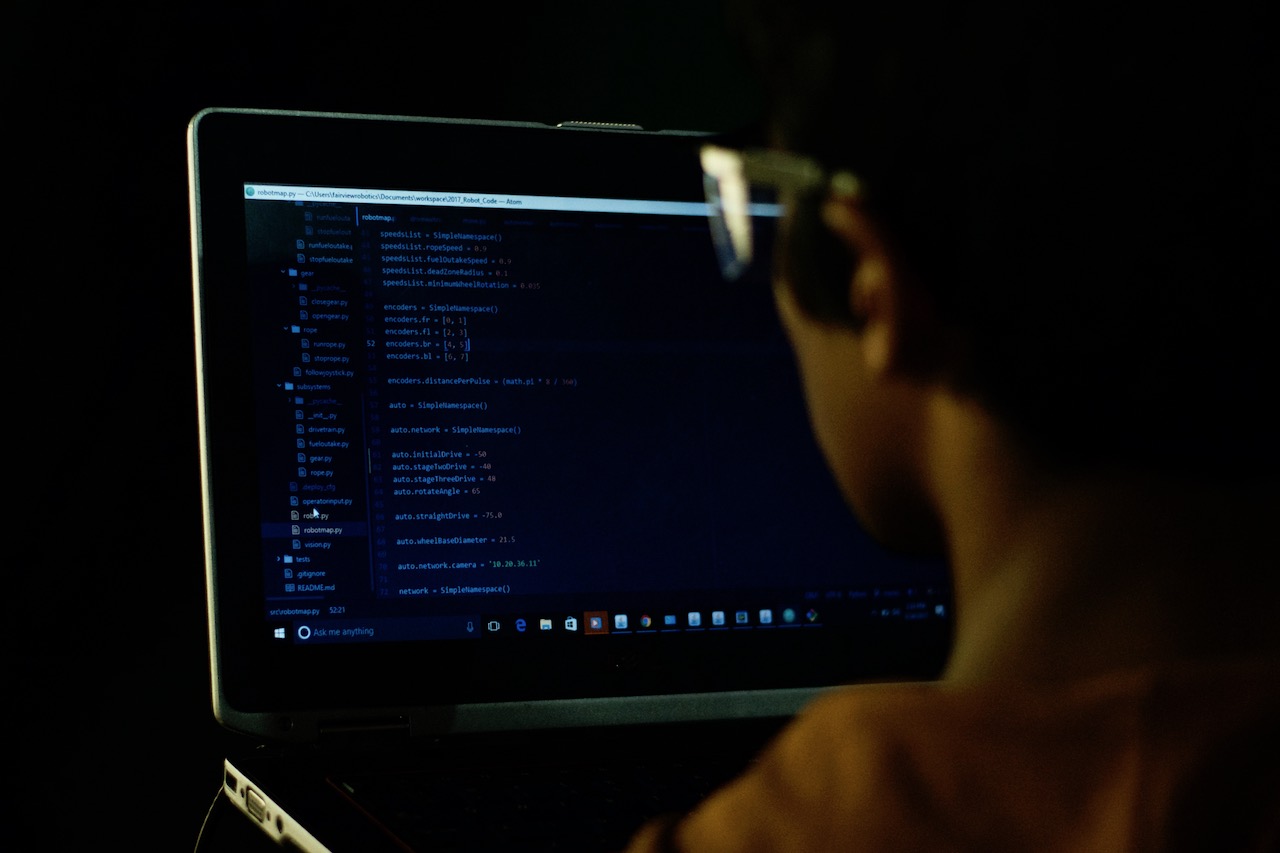 robotmap.py — C:\Users\fairviewrobotics\Documents\workspace\2017_Robot_Code — Atom
runfueloutake.
stopfueloutake
gear
__pycache__
closegear.py
opengear.py
rope
runrope.py
stoprope.py
followjoystick.py
subsystems
__pycache__
__init__.py
drivetrain.py
fueloutake.py
gear.py
rope.py
.deploy_cfg
operatorinput.py
robotmap.py
vision.py
tests
.gitignore
README.md
robotmap.
speedsList = SimpleNamespace()
speedsList.ropeSpeed = 0.9
speedsList.fuelOutakeSpeed = 0.9
speedsList.deadZoneRadius = 0.1
speedsList.minimumWheelRotation = 0.035
encoders = SimpleNamespace()
encoders.fr = [0, 1]
encoders.fl = [2, 3]
52 encoders.br = [4, 5]
encoders.bl = [6, 7]
encoders.distancePerPulse = (math.pi * 8 / 360)
auto = SimpleNamespace()
auto.network = SimpleNamespace()
auto.initialDrive = -50
auto.stageTwoDrive = -40
auto.stageThreeDrive = 48
auto.rotateAngle = 65
auto.straightDrive = -75.0
auto.wheelBaseDiameter = 21.5
auto.network.camera = "10.20.36.11"
network = SimpleNamespace()
src\robotmap.py 52:21
Ask me anything